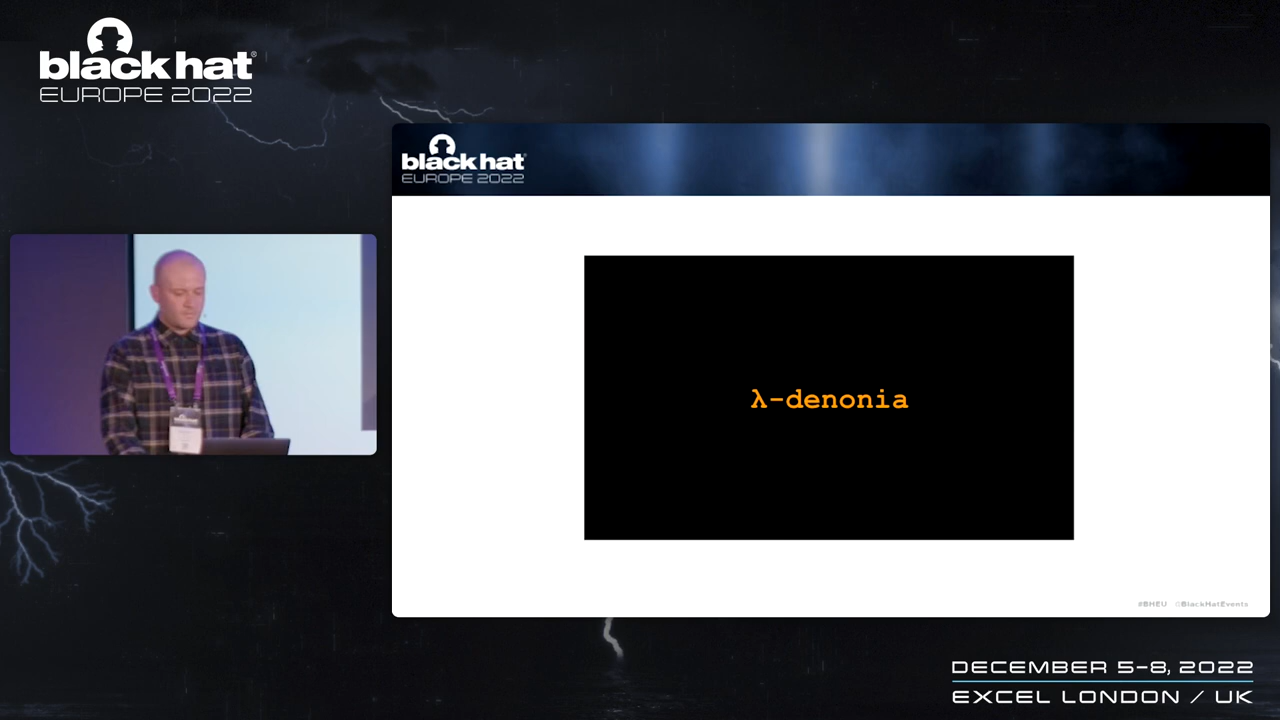 black hat®
EUROPE 2022
black hat®
EUROPE 2022
λ-denonia
#BHEU @BlackHatEvents
DECEMBER 5-8, 2022
EXCEL LONDON / UK